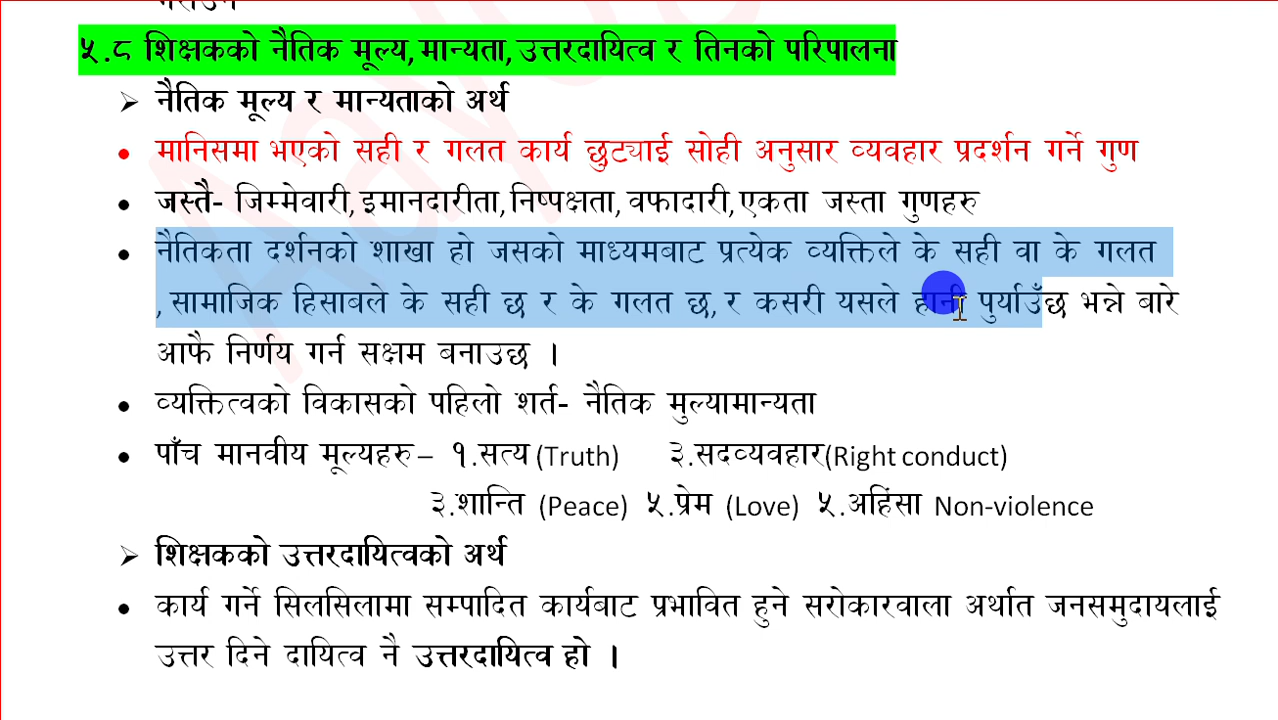 ५.८ शिक्षकको नैतिक मूल्य, मान्यता, उत्तरदायित्व र तिनको परिपालना
➢ नैतिक मूल्य र मान्यताको अर्थ
• मानिसमा भएको सही र गलत कार्य छुट्याई सोही अनुसार व्यवहार प्रदर्शन गर्ने गुण
• जस्तै- जिम्मेवारी, इमानदारीता, निष्पक्षता, वफादारी, एकता जस्ता गुणहरु
• नैतिकता दर्शनको शाखा हो जसको माध्यमबाट प्रत्येक व्यक्तिले के सही वा के गलत
, सामाजिक हिसाबले के सही छ र के गलत छ, र कसरी यसले हानी पुर्याउँछ भन्ने बारे
आफै निर्णय गर्न सक्षम बनाउछ ।
• व्यक्तित्वको विकासको पहिलो शर्त- नैतिक मुल्यामान्यता
• पाँच मानवीय मूल्यहरु – १.सत्य (Truth) ३.सदव्यवहार(Right conduct)
३.शान्ति (Peace) ५.प्रेम (Love) ५.अहिंसा Non-violence
➢ शिक्षकको उत्तरदायित्वको अर्थ
• कार्य गर्ने सिलसिलामा सम्पादित कार्यबाट प्रभावित हुने सरोकारवाला अर्थात जनसमुदायलाई
उत्तर दिने दायित्व नै उत्तरदायित्व हो ।